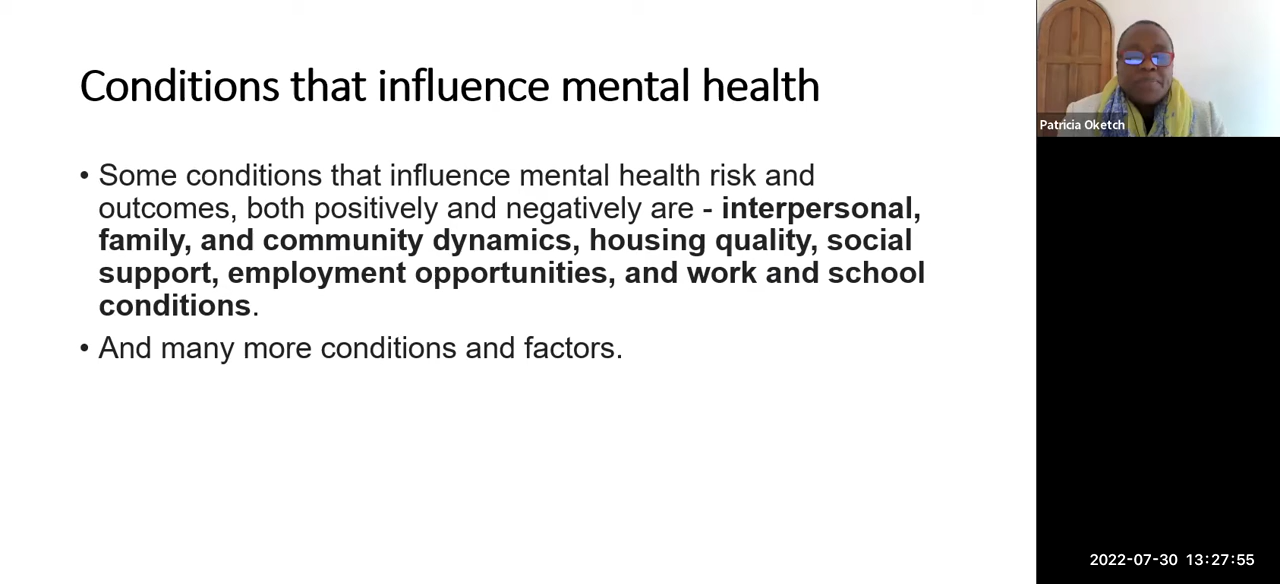 Conditions that influence mental health
• Some conditions that influence mental health risk and
outcomes, both positively and negatively are - interpersonal,
family, and community dynamics, housing quality, social
support, employment opportunities, and work and school
conditions.
• And many more conditions and factors.
Patricia Oketch
2022-07-30 13:27:55